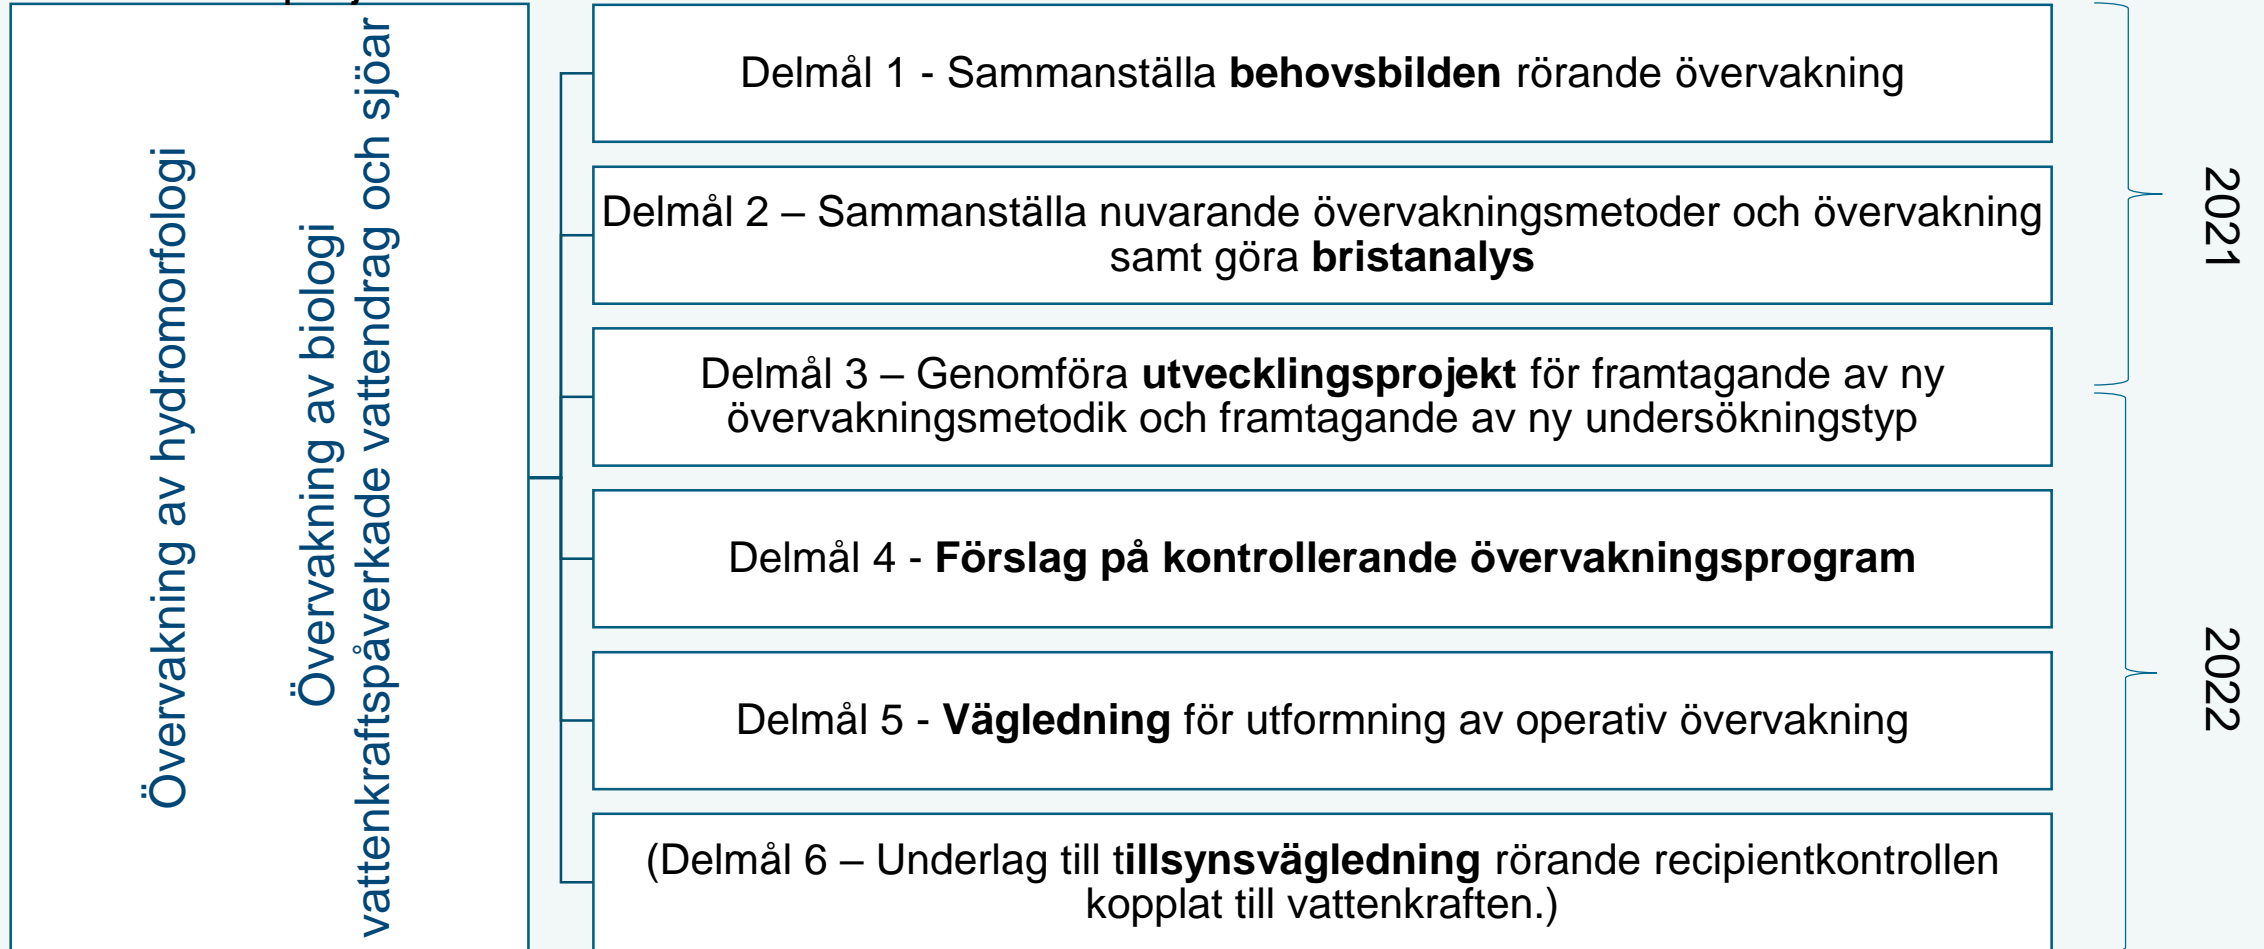 Övervakning av hydromorfologi
Övervakning av biologi
vattenkraftspåverkade vattendrag och sjöar
Delmål 1 - Sammanställa behovsbilden rörande övervakning
Delmål 2 – Sammanställa nuvarande övervakningsmetoder och övervakning
samt göra bristanalys
Delmål 3 – Genomföra utvecklingsprojekt för framtagande av ny
övervakningsmetodik och framtagande av ny undersökningstyp
Delmål 4 - Förslag på kontrollerande övervakningsprogram
Delmål 5 - Vägledning för utformning av operativ övervakning
(Delmål 6 – Underlag till tillsynsvägledning rörande recipientkontrollen
kopplat till vattenkraften.)
2021
2022